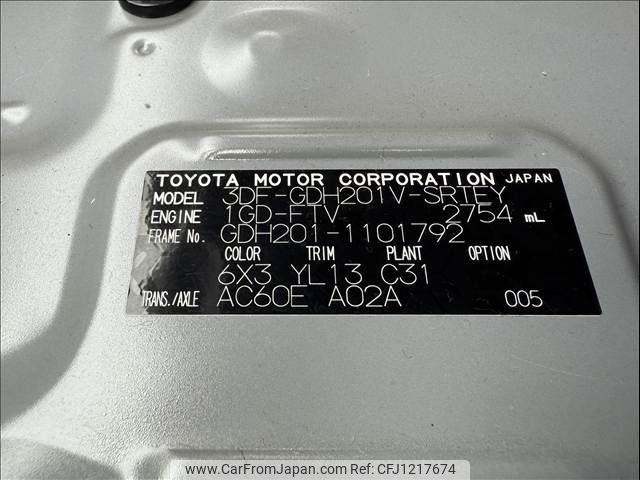 TOYOTA MOTOR CORPORATION JAPAN
MODEL 3DF-GDH201V-SRTEY
ENGINE 1GD-FTV 2754 mL
FRAME No. GDH201-1101792
COLOR TRIM PLANT OPTION
6X3 YL13 C31
TRANS./AXLE AC60E A02A 005
www.CarFromJapan.com | Ref No. CFJ1217674